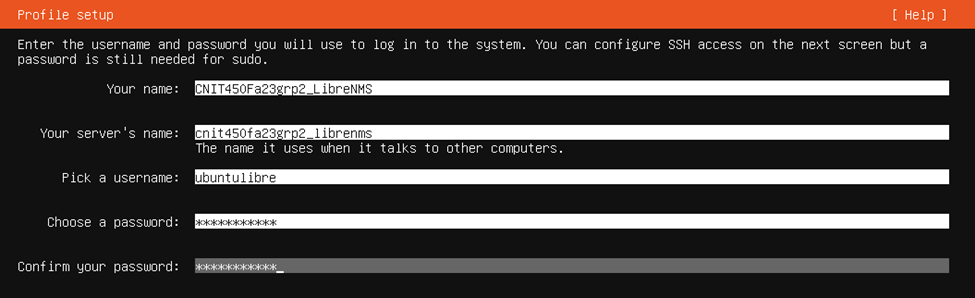 Profile setup [ Help ]
Enter the username and password you will use to log in to the system. You can configure SSH access on the next screen but a
password is still needed for sudo.
Your name: CNIT450Fa23grp2_LibreNMS
Your server's name: cnit450fa23grp2_librenms
The name it uses when it talks to other computers.
Pick a username: ubuntulibre
Choose a password: ***********
Confirm your password: ***********_